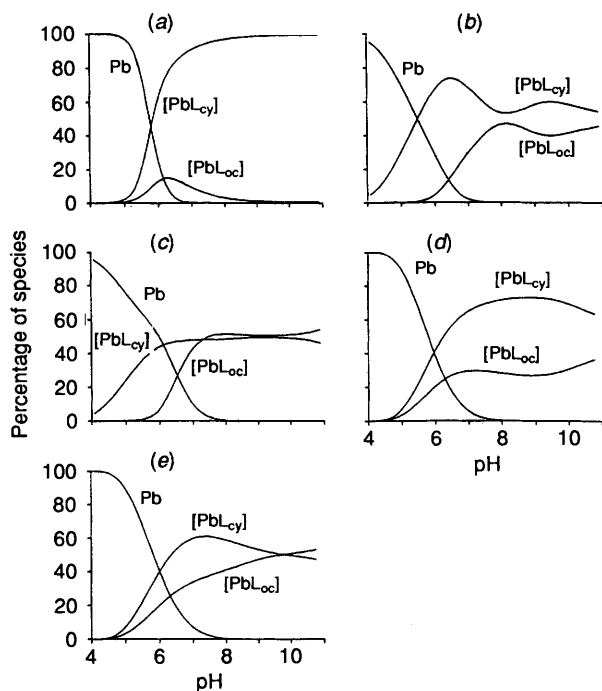 (a)
100
80
60
40
20
0
Pb
[PbLcy]
[PbLoc]
(b)
Pb
[PbLcy]
[PbLoc]
(c)
100
80
60
40
20
0
Pb
[PbLcy]
[PbLoc]
(d)
[PbLcy]
[PbLoc]
4 6 8 10
pH
(e)
100
80
60
40
20
0
Pb
[PbLcy]
[PbLoc]
4 6 8 10
pH
Percentage of species